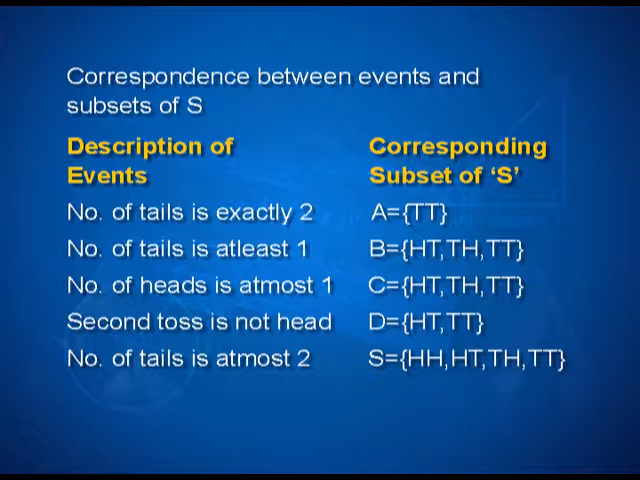 Correspondence between events and
subsets of S
Description of Events
Corresponding Subset of ‘S’
No. of tails is exactly 2 A={TT}
No. of tails is atleast 1 B={HT,TH,TT}
No. of heads is atmost 1 C={HT,TH,TT}
Second toss is not head D={HT,TT}
No. of tails is atmost 2 S={HH,HT,TH,TT}